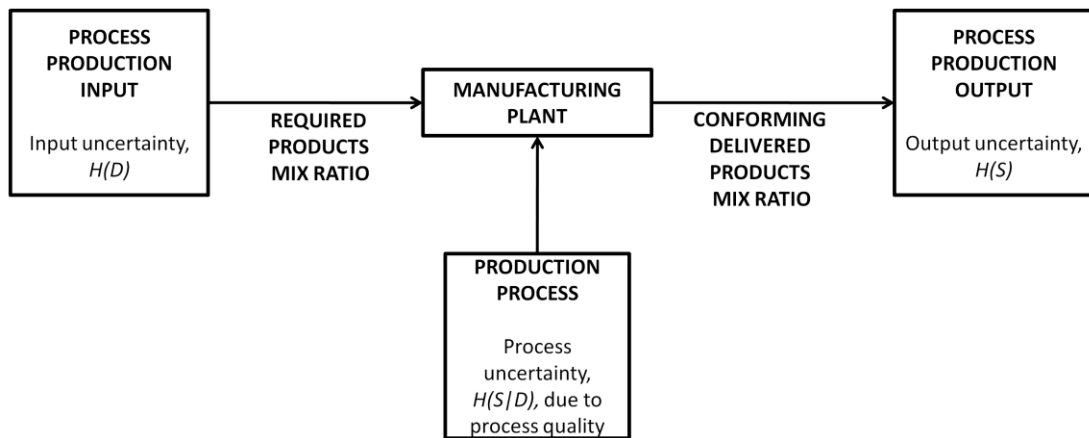 PROCESS
PRODUCTION
INPUT
Input uncertainty,
H(D)
REQUIRED
PRODUCTS
MIX RATIO
MANUFACTURING
PLANT
CONFORMING
DELIVERED
PRODUCTS
MIX RATIO
PROCESS
PRODUCTION
OUTPUT
Output uncertainty,
H(S)
PRODUCTION
PROCESS
Process
uncertainty,
H(S|D), due to
process quality